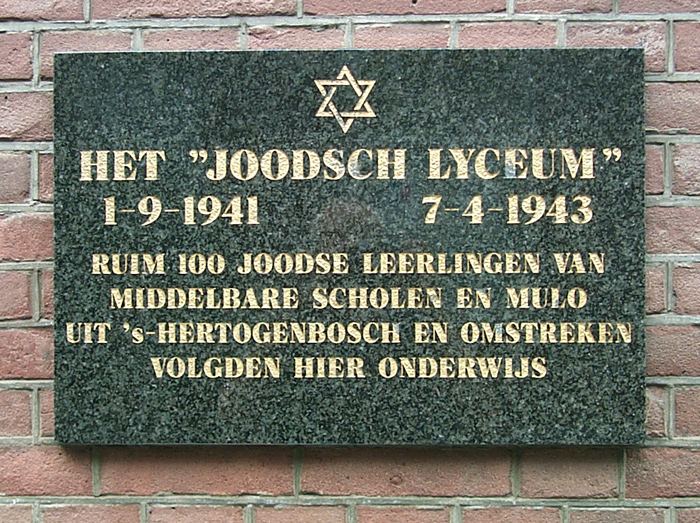 HET "JOODSCH LYCEUM"
1-9-1941 7-4-1943
RUIM 100 JOODSE LEERLINGEN VAN
MIDDELBARE SCHOLEN EN MULO
UIT 's-HERTOGENBOSCH EN OMSTREKEN
VOLGDEN HIER ONDERWIJS